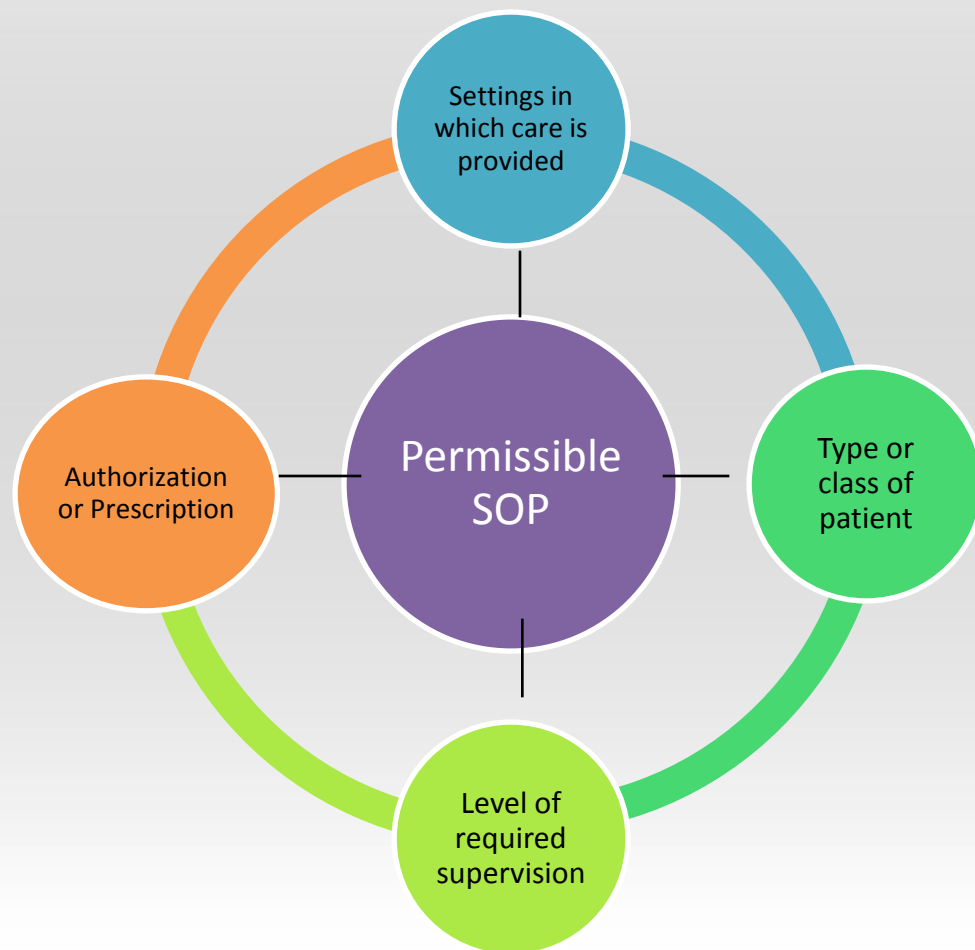 Settings in
which care is
provided
Authorization
or Prescription
Permissible
SOP
Type or
class of
patient
Level of
required
supervision